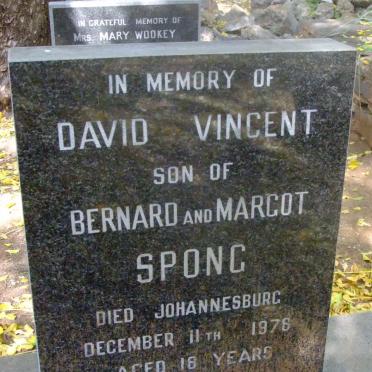 IN GRATEFUL MEMORY OF
MRS. MARY WOOKEY
IN MEMORY OF
DAVID VINCENT
SON OF
BERNARD AND MARGOT
SPONG
DIED JOHANNESBURG
DECEMBER 11TH 1976
AGED 16 YEARS